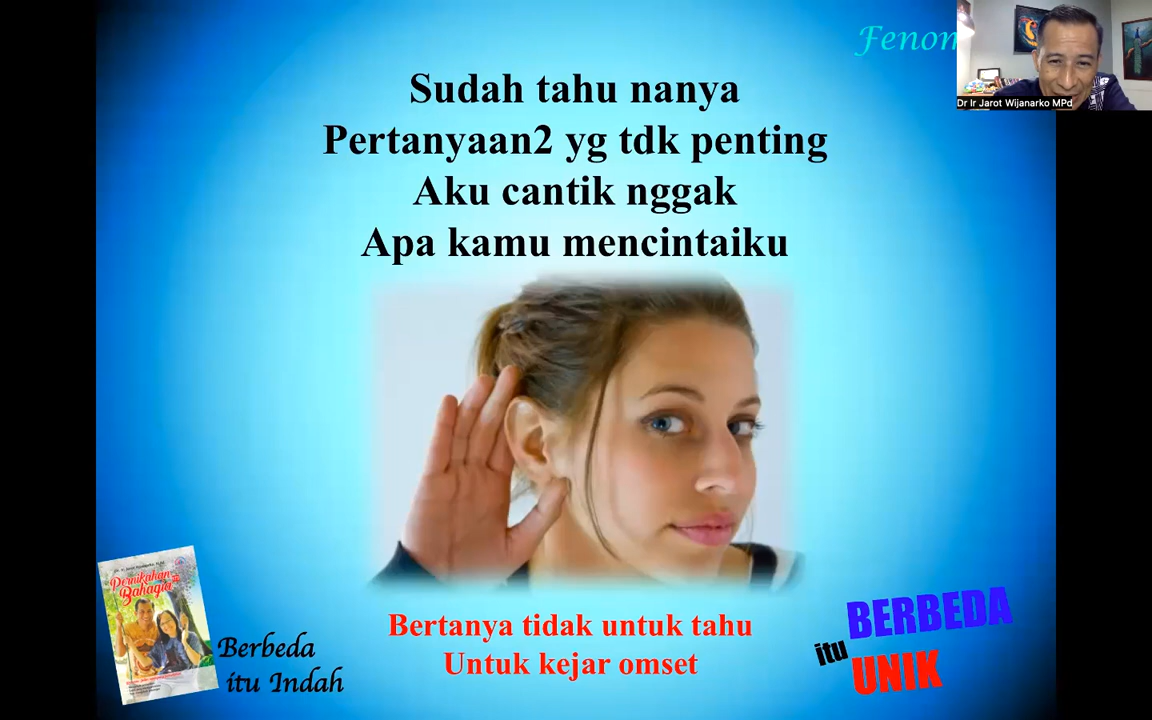 Fenom
Dr Ir Jarot Wijanarko MPd
Sudah tahu nanya
Pertanyaan2 yg tdk penting
Aku cantik nggak
Apa kamu mencintaiku
Bertanya tidak untuk tahu
Untuk kejar omset
Pernikahan
Bahagia
Berbeda
itu Indah
BERBEDA
itu
UNIK